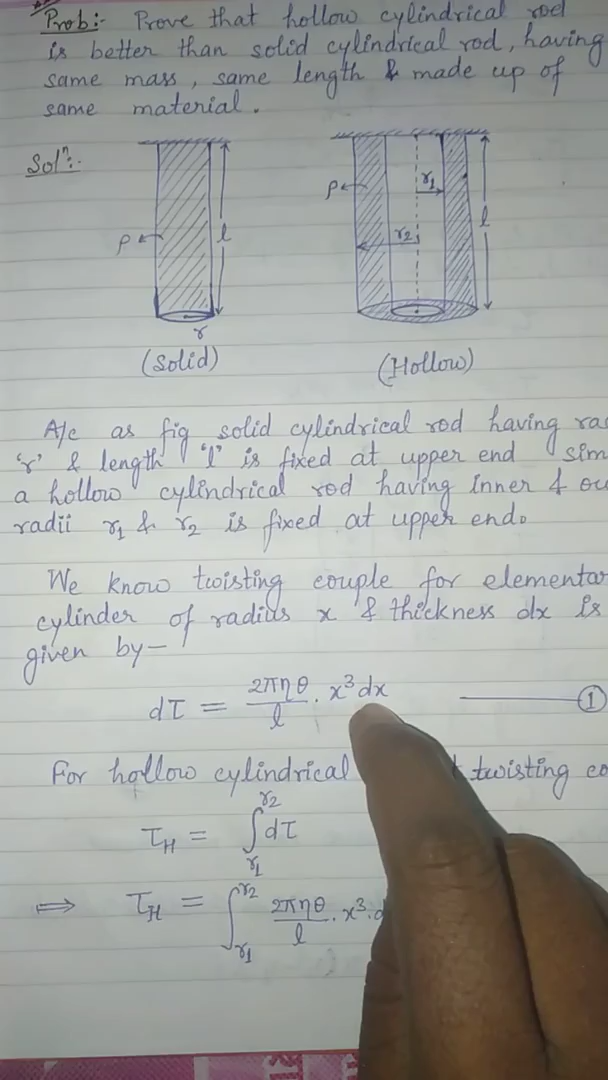 Prob:- Prove that hollow cylindrical rod
is better than solid cylindrical rod, having
same mass, same length & made up of
same material.
Solⁿ:-
ρ
l
r
(Solid)
ρ
r₁
r₂
l
(Hollow)
A/c as fig solid cylindrical rod having
'r' & length 'l' is fixed at upper end
a hollow cylindrical rod having inner &
radii r₁ & r₂ is fixed at upper end.
We know twisting couple for
cylinder of radius x & thickness dx is
given by—
dτ = 2πηθ/l . x³dx ——— ①
For hollow cylindrical twisting
τ_H = ∫_{r₁}^{r₂} dτ
⟹ τ_H = ∫_{r₁}^{r₂} 2πηθ/l . x³.